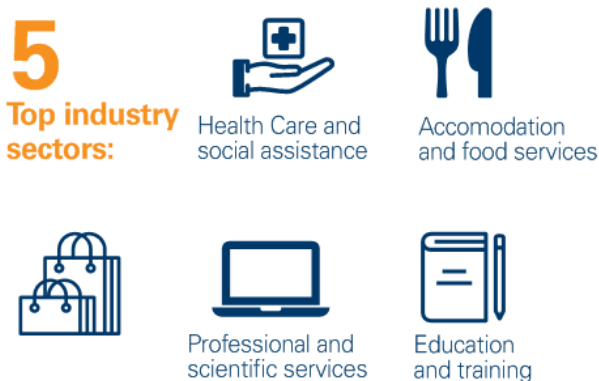 5
Top industry
sectors:
Health Care and
social assistance
Accomodation
and food services
Professional and
scientific services
Education
and training